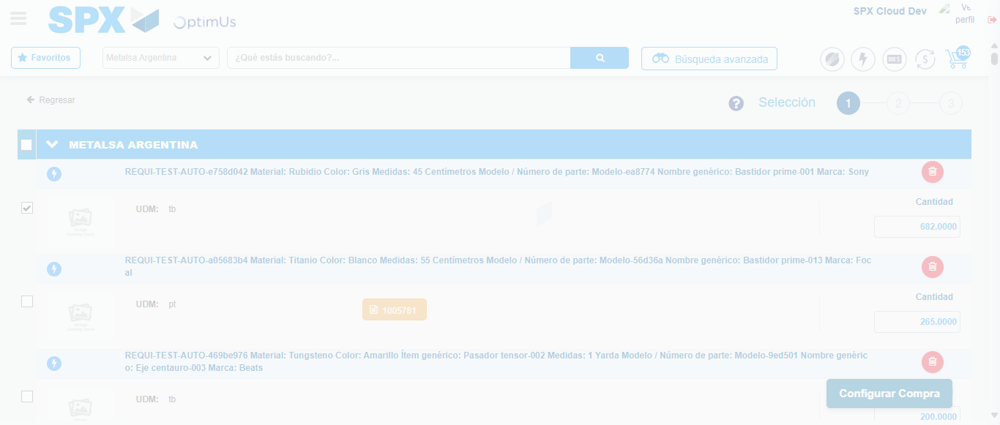 SPX OptimUs
SPX Cloud Dev
Ve
perfil
Favoritos
Metalsa Argentina
¿Qué estás buscando?...
Búsqueda avanzada
153
Regresar
? Selección 1 2 3
METALSA ARGENTINA
REQUI-TEST-AUTO-e758d042 Material: Rubidio Color: Gris Medidas: 45 Centímetros Modelo / Número de parte: Modelo-ea8774 Nombre genérico: Bastidor prime-001 Marca: Sony
UDM: tb
Cantidad
682.0000
REQUI-TEST-AUTO-a05683b4 Material: Titanio Color: Blanco Medidas: 55 Centímetros Modelo / Número de parte: Modelo-56d36a Nombre genérico: Bastidor prime-013 Marca: Foc
al
UDM: pt
1005781
Cantidad
265.0000
REQUI-TEST-AUTO-469be976 Material: Tungsteno Color: Amarillo Ítem genérico: Pasador tensor-002 Medidas: 1 Yarda Modelo / Número de parte: Modelo-9ed501 Nombre genéric
o: Eje centauro-003 Marca: Beats
UDM: tb
Configurar Compra
200.0000